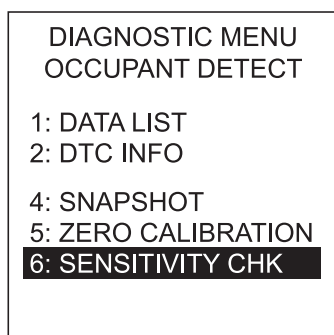 DIAGNOSTIC MENU
OCCUPANT DETECT
1: DATA LIST
2: DTC INFO
4: SNAPSHOT
5: ZERO CALIBRATION
6: SENSITIVITY CHK